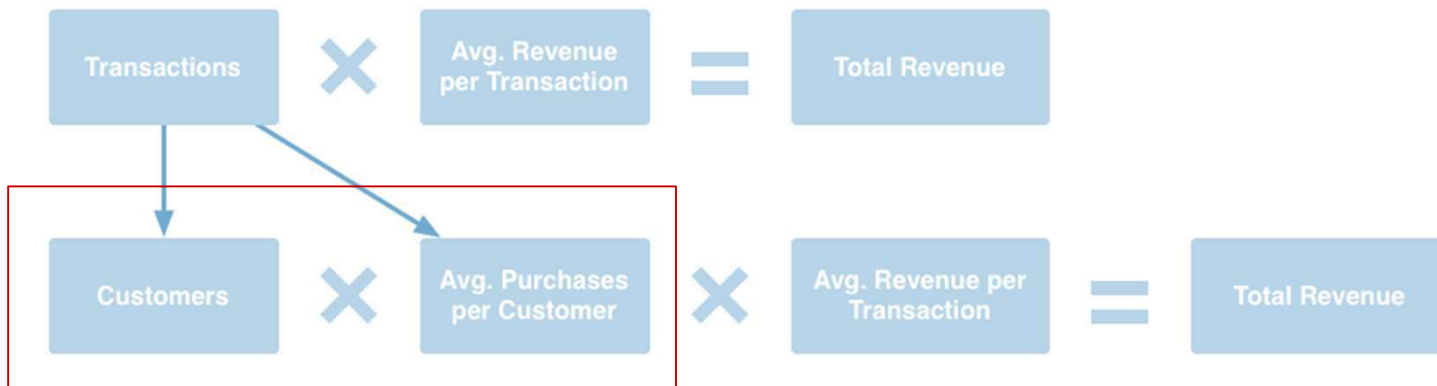 Transactions
Avg. Revenue
per Transaction
Total Revenue
Customers
Avg. Purchases
per Customer
Avg. Revenue per
Transaction
Total Revenue